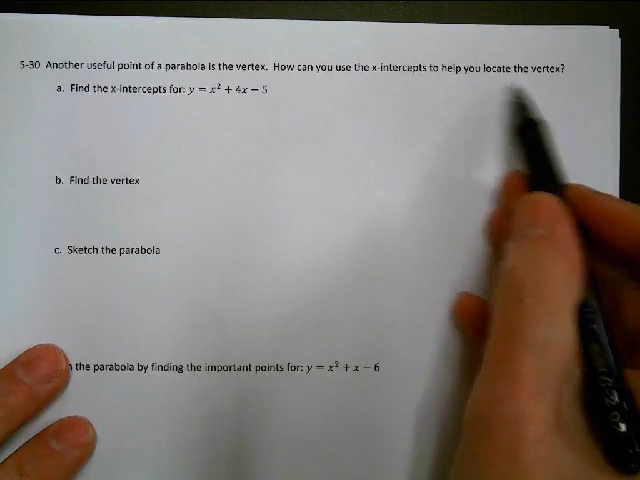 5-30 Another useful point of a parabola is the vertex. How can you use the x-intercepts to help you locate the vertex?
a. Find the x-intercepts for: y = x² + 4x − 5
b. Find the vertex
c. Sketch the parabola
the parabola by finding the important points for: y = x² + x − 6